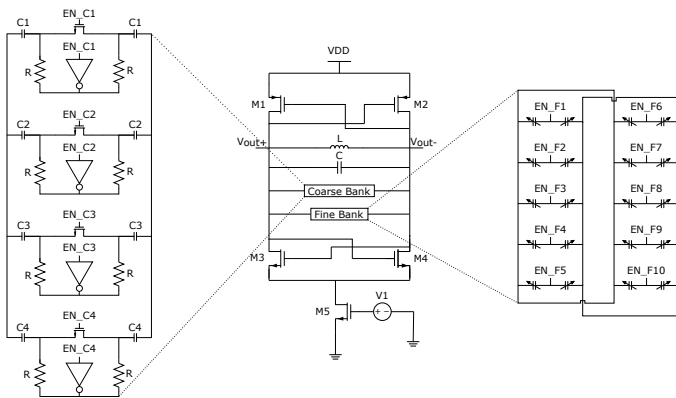 EN_C1
C1 C1
EN_C1
R R
EN_C2
C2 C2
EN_C2
R R
EN_C3
C3 C3
EN_C3
R R
EN_C4
C4 C4
EN_C4
R R
VDD
M1 M2
Vout+ L Vout-
C
Coarse Bank
Fine Bank
M3 M4
V1
M5 + -
EN_F1 EN_F6
EN_F2 EN_F7
EN_F3 EN_F8
EN_F4 EN_F9
EN_F5 EN_F10